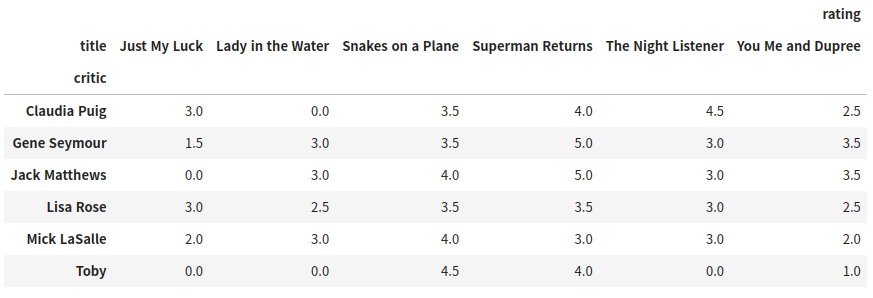 rating
title Just My Luck Lady in the Water Snakes on a Plane Superman Returns The Night Listener You Me and Dupree
critic
Claudia Puig 3.0 0.0 3.5 4.0 4.5 2.5
Gene Seymour 1.5 3.0 3.5 5.0 3.0 3.5
Jack Matthews 0.0 3.0 4.0 5.0 3.0 3.5
Lisa Rose 3.0 2.5 3.5 3.5 3.0 2.5
Mick LaSalle 2.0 3.0 4.0 3.0 3.0 2.0
Toby 0.0 0.0 4.5 4.0 0.0 1.0